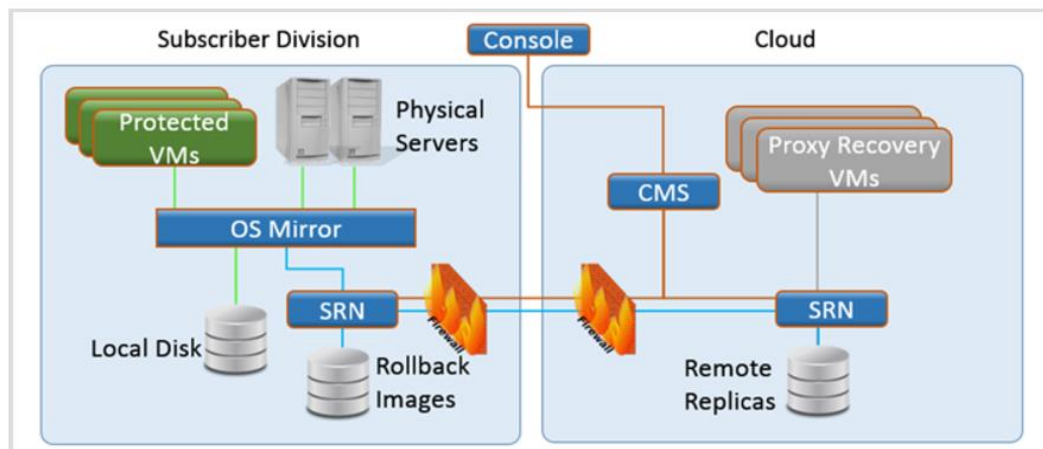 Subscriber Division
Console
Cloud
Protected
VMs
Physical
Servers
Proxy Recovery
VMs
CMS
OS Mirror
SRN
Firewall
Firewall
SRN
Local Disk
Rollback
Images
Remote
Replicas